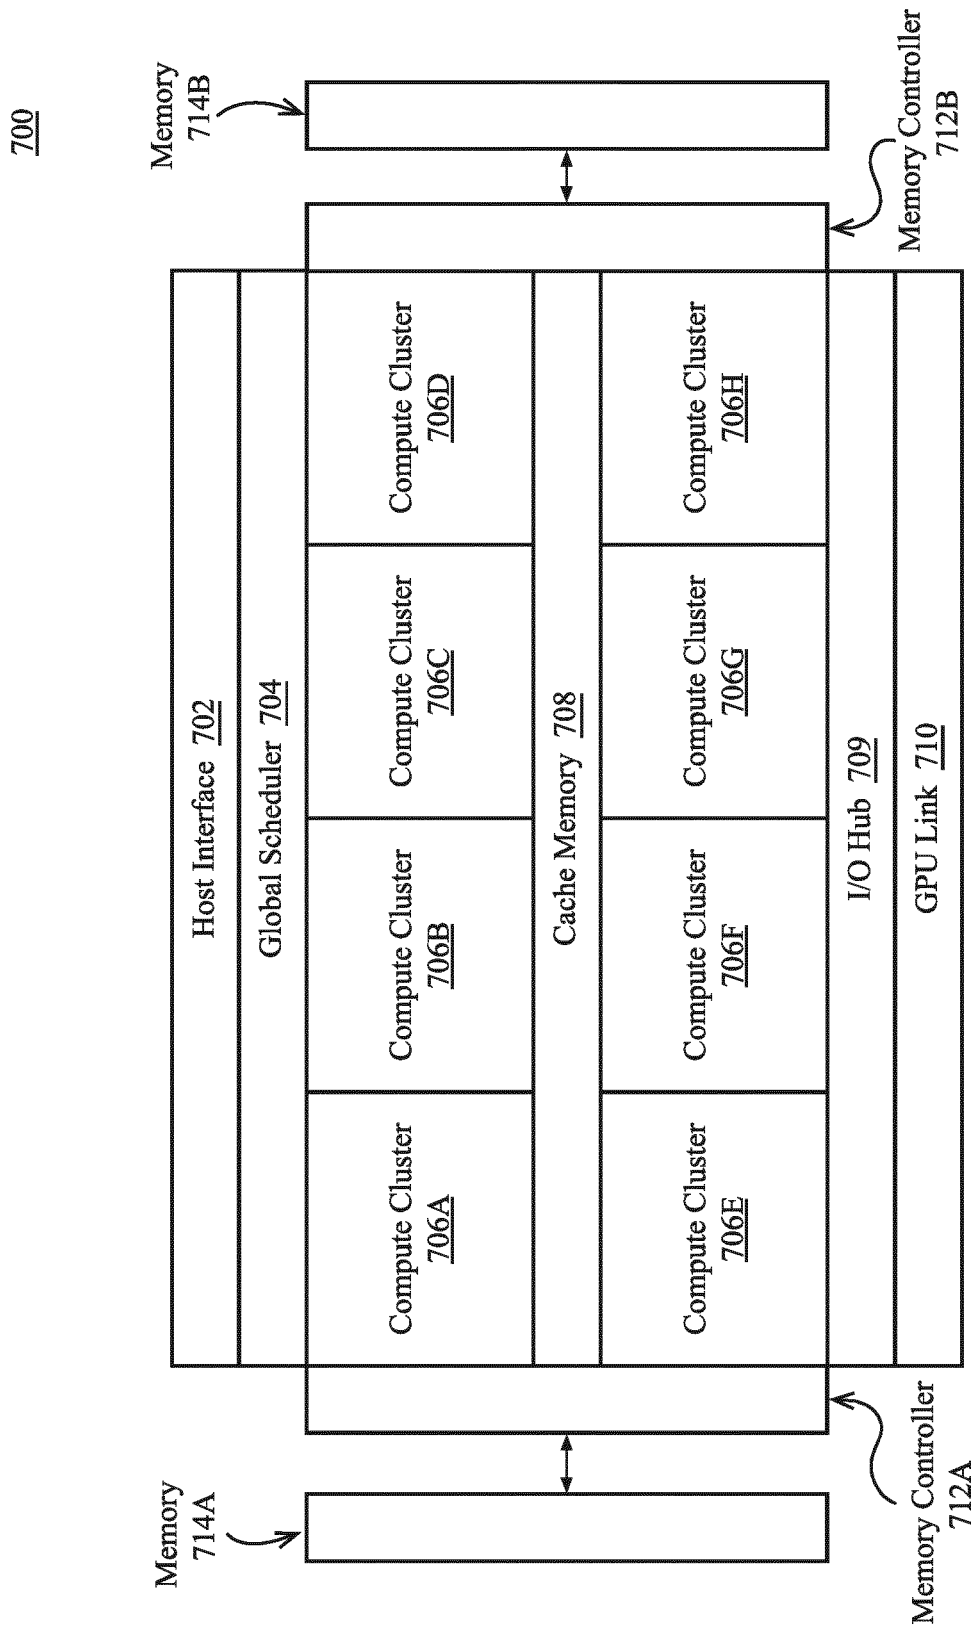 700
Memory
714A
Memory
714B
Host Interface 702
Global Scheduler 704
Compute Cluster
706A
Compute Cluster
706B
Compute Cluster
706C
Compute Cluster
706D
Cache Memory 708
Compute Cluster
706E
Compute Cluster
706F
Compute Cluster
706G
Compute Cluster
706H
I/O Hub 709
GPU Link 710
Memory Controller
712A
Memory Controller
712B